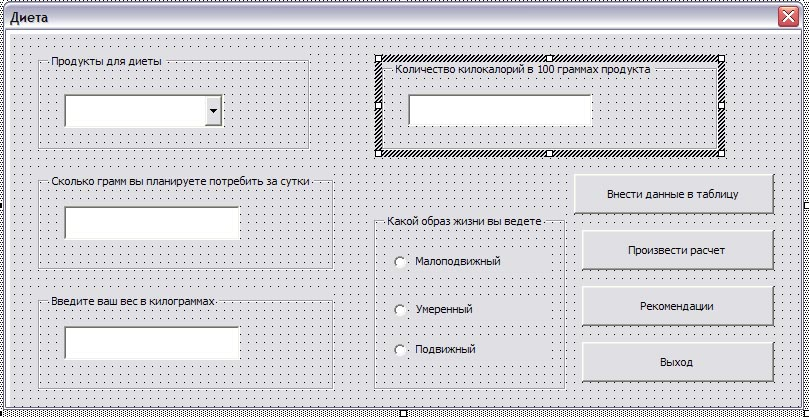 Диета
Продукты для диеты
Количество килокалорий в 100 граммах продукта
Сколько грамм вы планируете потребить за сутки
Введите ваш вес в килограммах
Какой образ жизни вы ведете
Малоподвижный
Умеренный
Подвижный
Внести данные в таблицу
Произвести расчет
Рекомендации
Выход